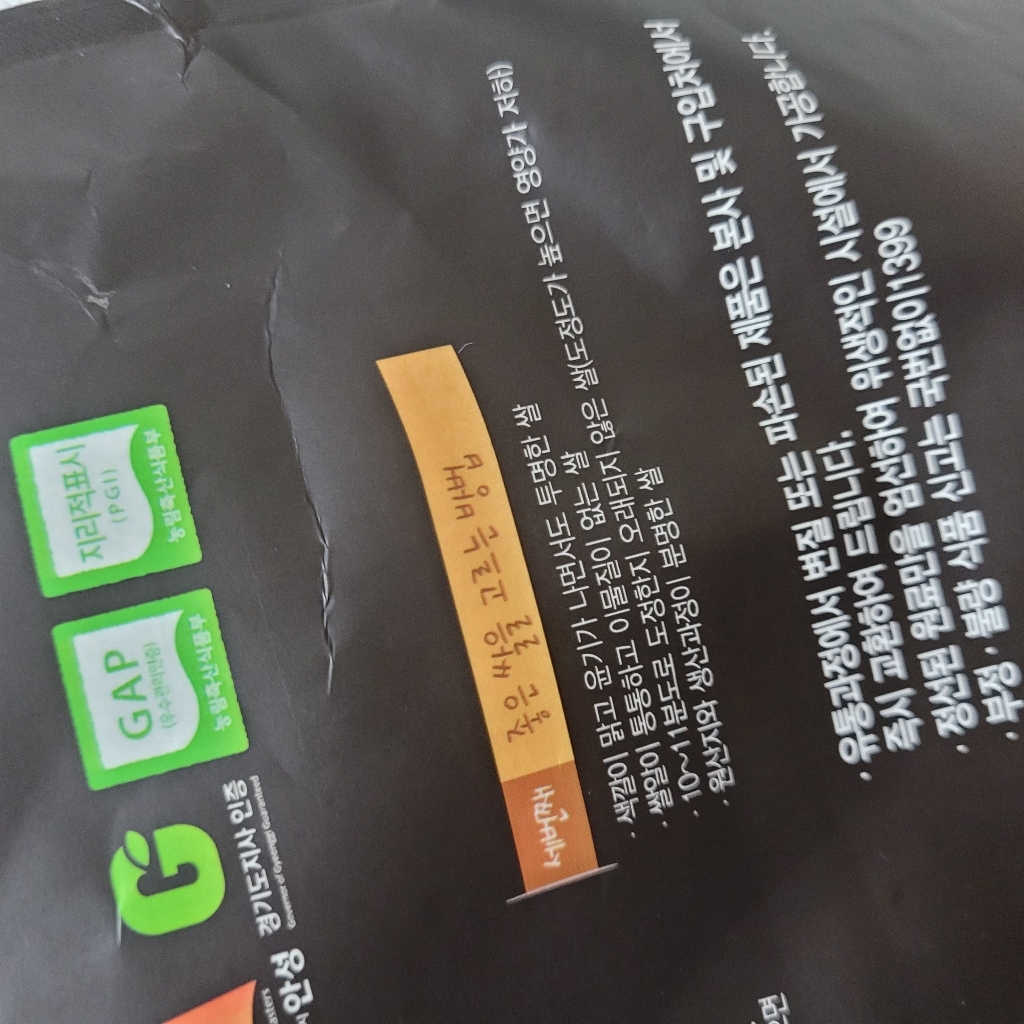 안성
경기도지사 인증
Governor of Gyeonggi Guaranteed
GAP
(우수관리인증)
농림축산식품부
지리적표시
(PGI)
농림축산식품부
세번째
좋은 쌀을 고르는 방법
· 색깔이 맑고 윤기가 나면서도 투명한 쌀
· 쌀알이 통통하고 이물질이 없는 쌀
· 10~11분도로 도정한지 오래되지 않은 쌀(도정도가 높으면 영양가 저하)
· 원산지와 생산과정이 분명한 쌀
· 유통과정에서 변질 또는 파손된 제품은 본사 및 구입처에서
즉시 교환하여 드립니다.
· 정선된 원료만을 엄선하여 위생적인 시설에서 가공합니다.
· 부정·불량 식품 신고는 국번없이1399